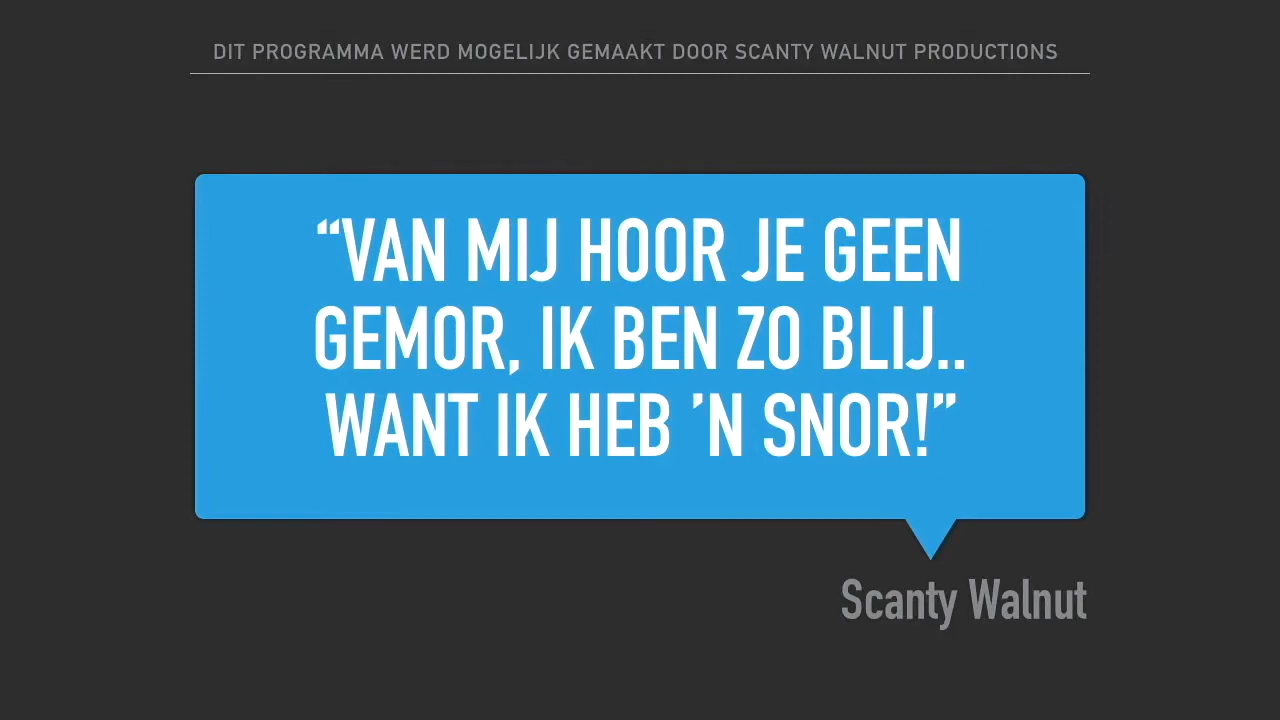 DIT PROGRAMMA WERD MOGELIJK GEMAAKT DOOR SCANTY WALNUT PRODUCTIONS
“VAN MIJ HOOR JE GEEN
GEMOR, IK BEN ZO BLIJ..
WANT IK HEB ’N SNOR!”
Scanty Walnut